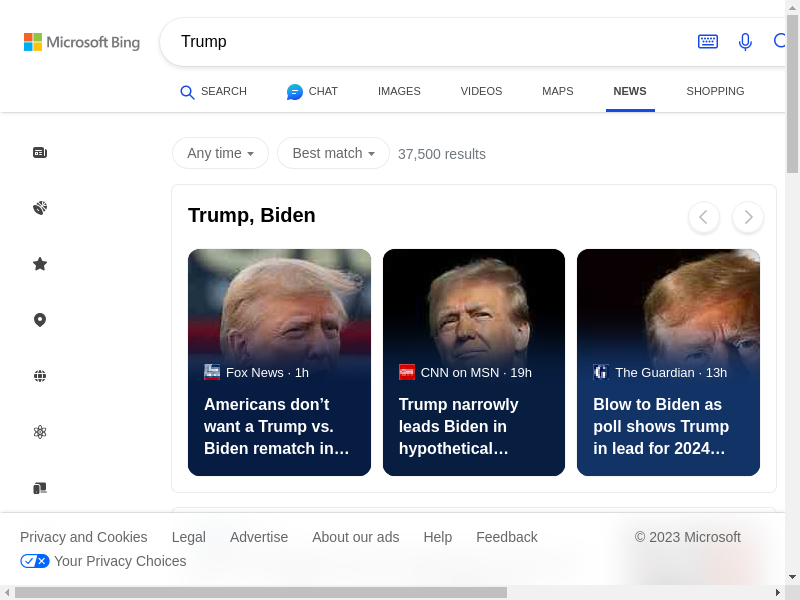 Microsoft Bing
Trump
SEARCH
CHAT
IMAGES
VIDEOS
MAPS
NEWS
SHOPPING
Any time
Best match
37,500 results
Trump, Biden
Fox News · 1h
Americans don’t
want a Trump vs.
Biden rematch in…
CNN on MSN · 19h
Trump narrowly
leads Biden in
hypothetical…
The Guardian · 13h
Blow to Biden as
poll shows Trump
in lead for 2024…
Privacy and Cookies
Legal
Advertise
About our ads
Help
Feedback
© 2023 Microsoft
Your Privacy Choices